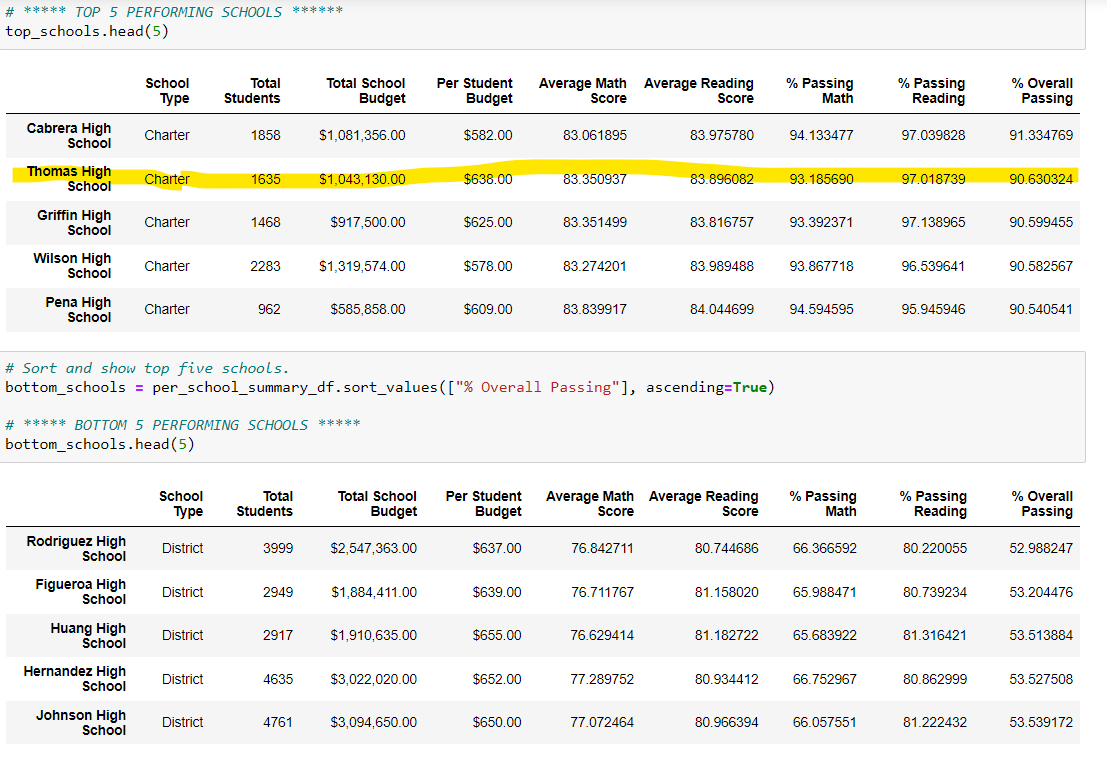 # ***** TOP 5 PERFORMING SCHOOLS ******
top_schools.head(5)
School Type Total Students Total School Budget Per Student Budget Average Math Score Average Reading Score % Passing Math % Passing Reading % Overall Passing
Cabrera High School Charter 1858 $1,081,356.00 $582.00 83.061895 83.975780 94.133477 97.039828 91.334769
Thomas High School Charter 1635 $1,043,130.00 $638.00 83.350937 83.896082 93.185690 97.018739 90.630324
Griffin High School Charter 1468 $917,500.00 $625.00 83.351499 83.816757 93.392371 97.138965 90.599455
Wilson High School Charter 2283 $1,319,574.00 $578.00 83.274201 83.989488 93.867718 96.539641 90.582567
Pena High School Charter 962 $585,858.00 $609.00 83.839917 84.044699 94.594595 95.945946 90.540541
# Sort and show top five schools.
bottom_schools = per_school_summary_df.sort_values(["% Overall Passing"], ascending=True)
# ***** BOTTOM 5 PERFORMING SCHOOLS *****
bottom_schools.head(5)
School Type Total Students Total School Budget Per Student Budget Average Math Score Average Reading Score % Passing Math % Passing Reading % Overall Passing
Rodriguez High School District 3999 $2,547,363.00 $637.00 76.842711 80.744686 66.366592 80.220055 52.988247
Figueroa High School District 2949 $1,884,411.00 $639.00 76.711767 81.158020 65.988471 80.739234 53.204476
Huang High School District 2917 $1,910,635.00 $655.00 76.629414 81.182722 65.683922 81.316421 53.513884
Hernandez High School District 4635 $3,022,020.00 $652.00 77.289752 80.934412 66.752967 80.862999 53.527508
Johnson High School District 4761 $3,094,650.00 $650.00 77.072464 80.966394 66.057551 81.222432 53.539172